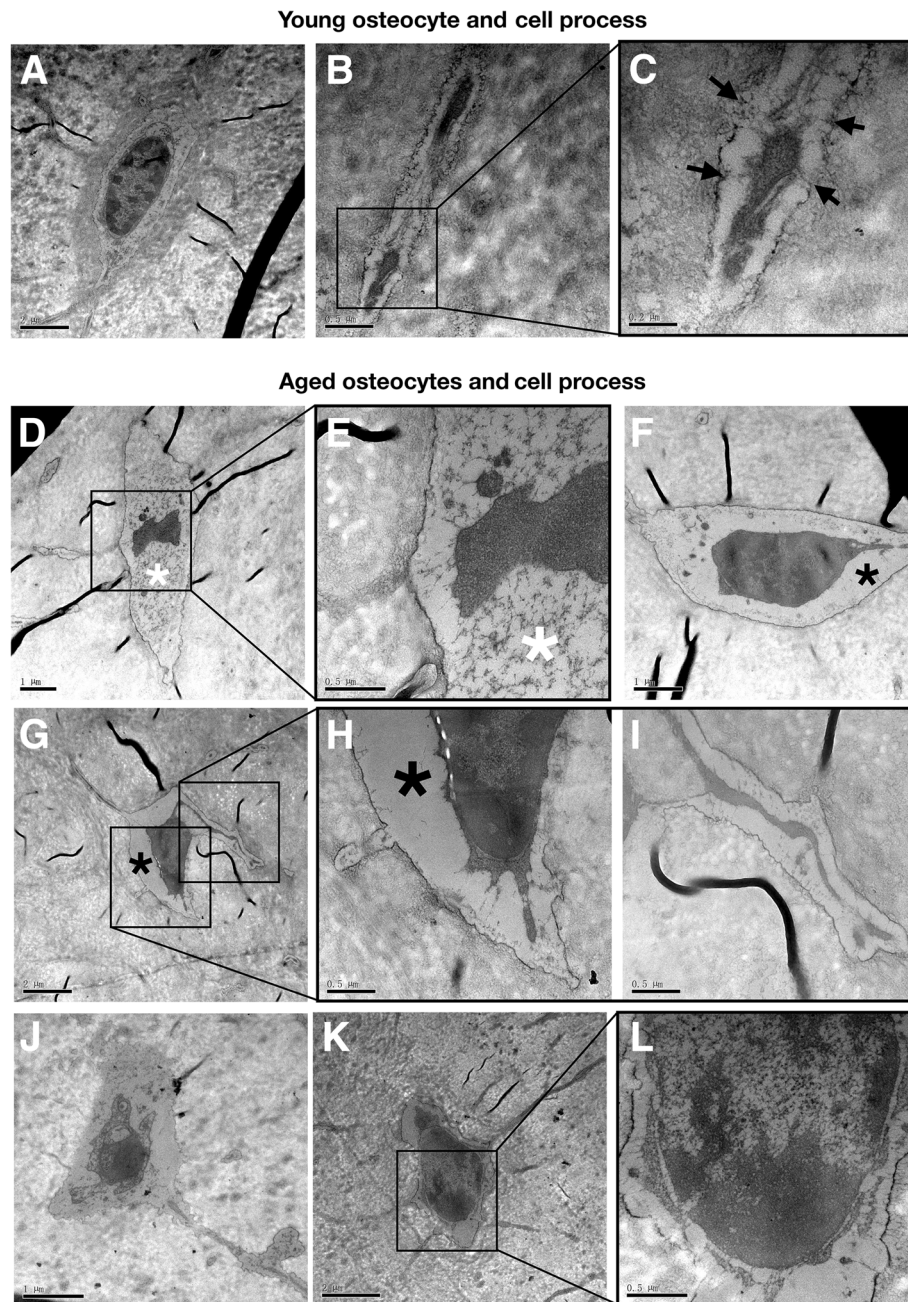 Young osteocyte and cell process
A B C
2 μm 0.5 μm 0.2 μm
Aged osteocytes and cell process
D E F
*
*
*
1 μm 0.5 μm 1 μm
G H I
*
*
2 μm 0.5 μm 0.5 μm
J K L
1 μm 2 μm 0.5 μm